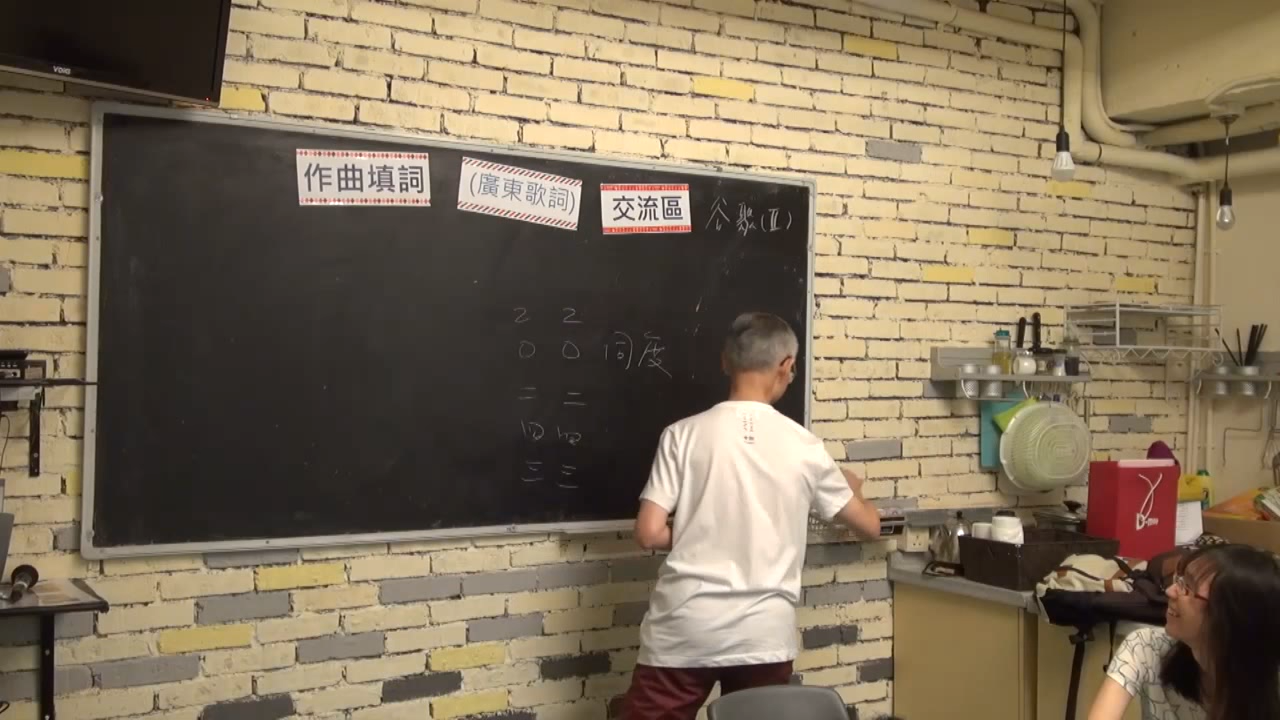 作曲填詞 (廣東歌詞) 交流區 谷聚(II)
2 2
0 0 同度
二 二
四 四
三 三